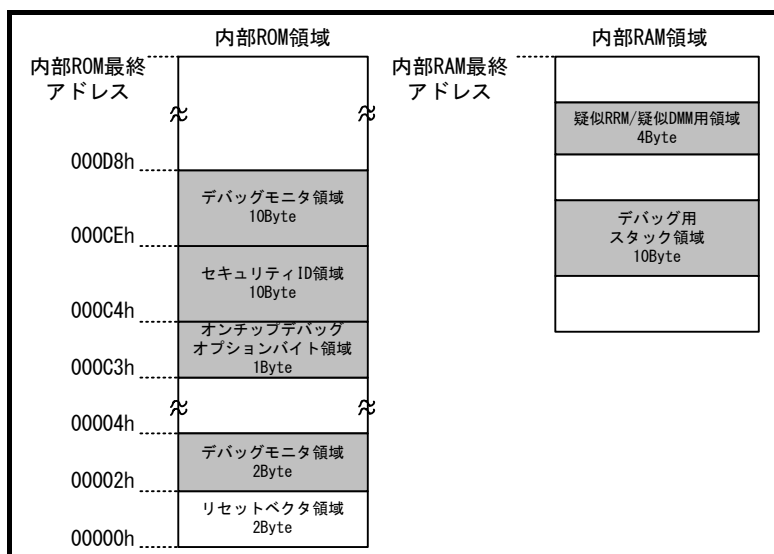 内部ROM領域
内部ROM最終
アドレス
000D8h
デバッグモニタ領域
10Byte
000CEh
セキュリティID領域
10Byte
000C4h
オンチップデバッグ
オプションバイト領域
1Byte
000C3h
00004h
デバッグモニタ領域
2Byte
00002h
リセットベクタ領域
2Byte
00000h
内部RAM領域
内部RAM最終
アドレス
疑似RRM/疑似DMM用領域
4Byte
デバッグ用
スタック領域
10Byte